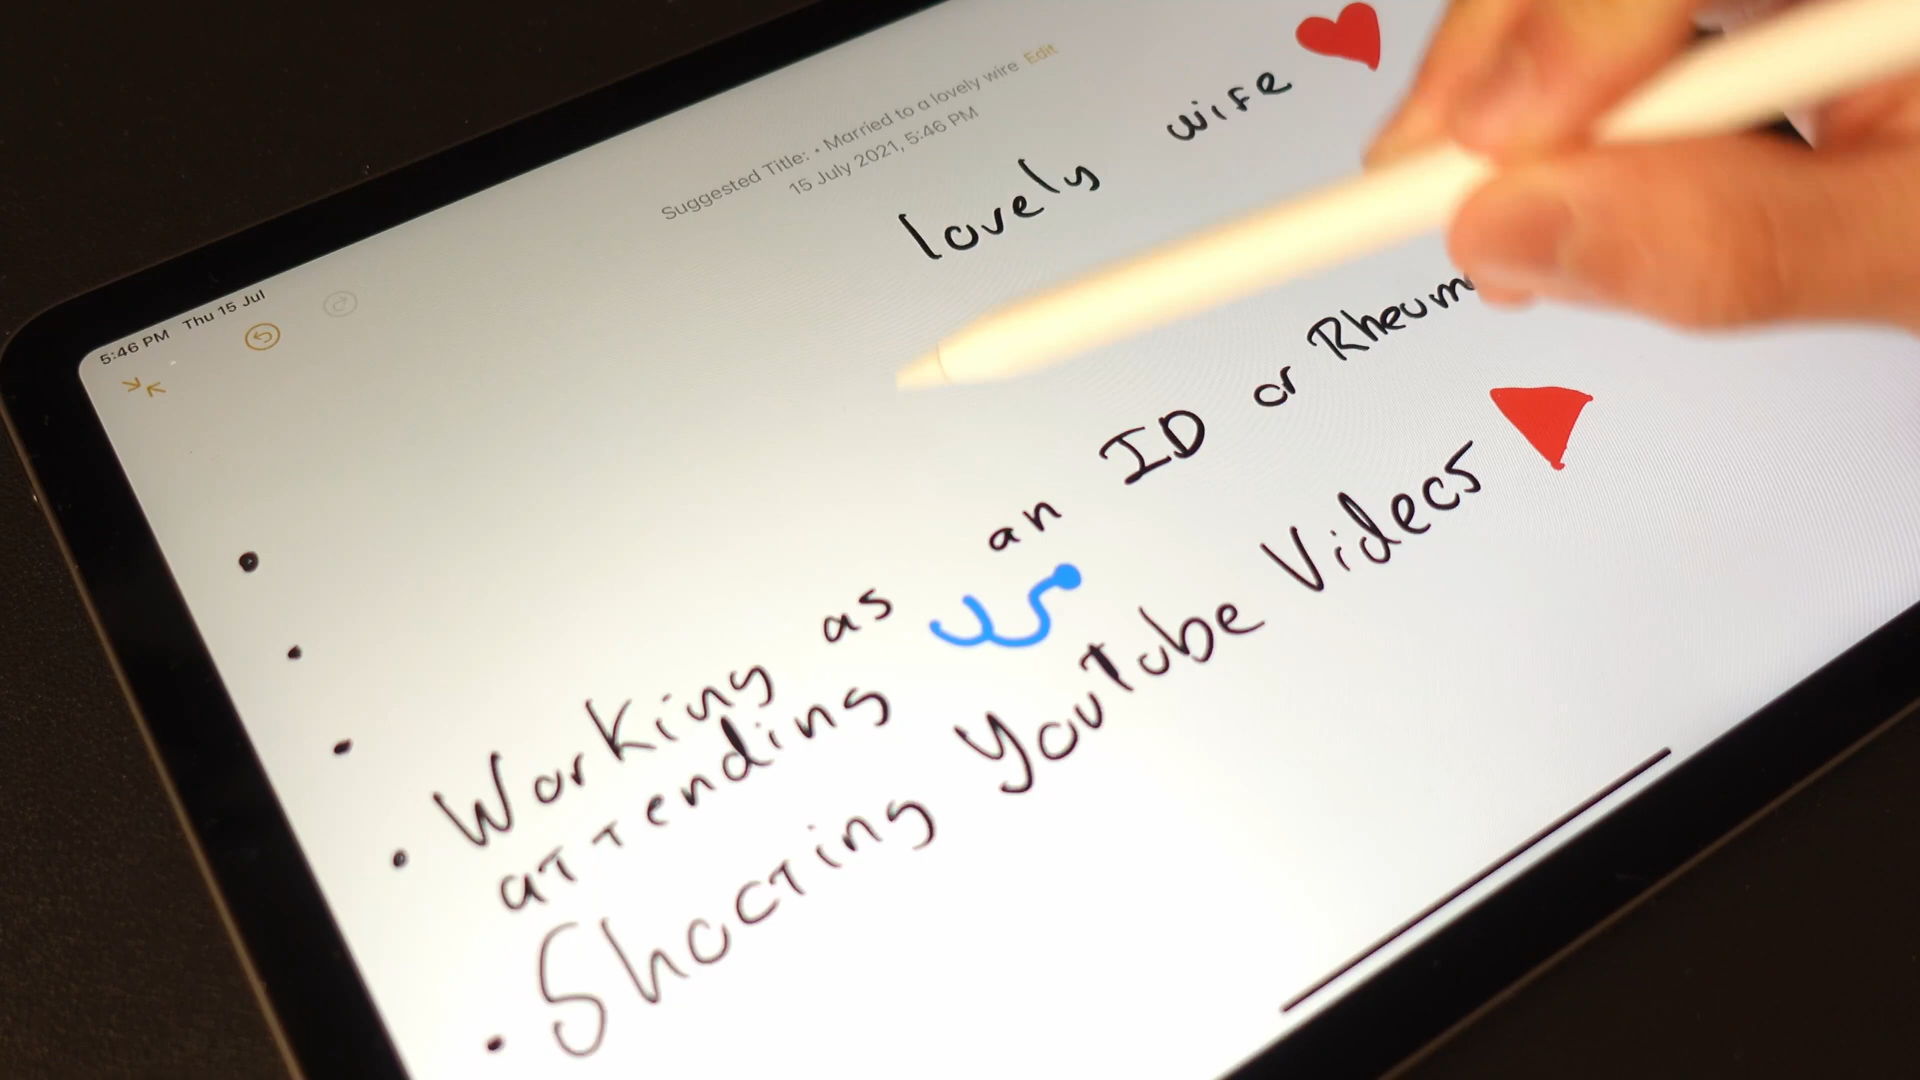 5:46 PM Thu 15 Jul
Suggested Title: • Married to a lovely wire Edit
15 July 2021, 5:46 PM
lovely wife
•
•
•
• Working as an ID or Rheum
attending
• Shooting YouTube Videos